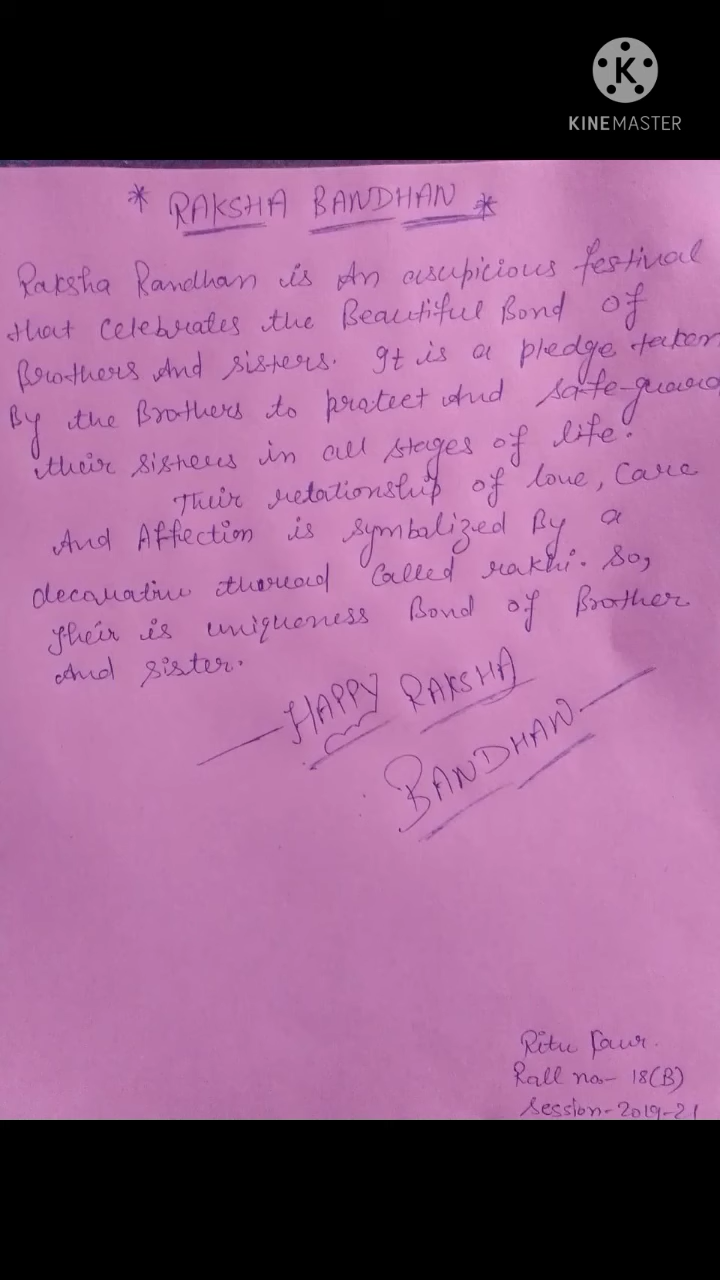 K
KINEMASTER
* RAKSHA BANDHAN *
Raksha Bandhan is An ausupicious festival
that celebrates the Beautiful Bond of
Brothers And sisters. It is a pledge taken
By the Brothers to protect And safe-guard
their sisters in all stages of life.
Their relationship of love, Care
And Affection is symbalized By a
decorative thread Called rakhi. So,
their is uniqueness Bond of Brother
And sister.
HAPPY RAKSHA
BANDHAN
Ritu
Roll no- 18(B)
Session-2019-21